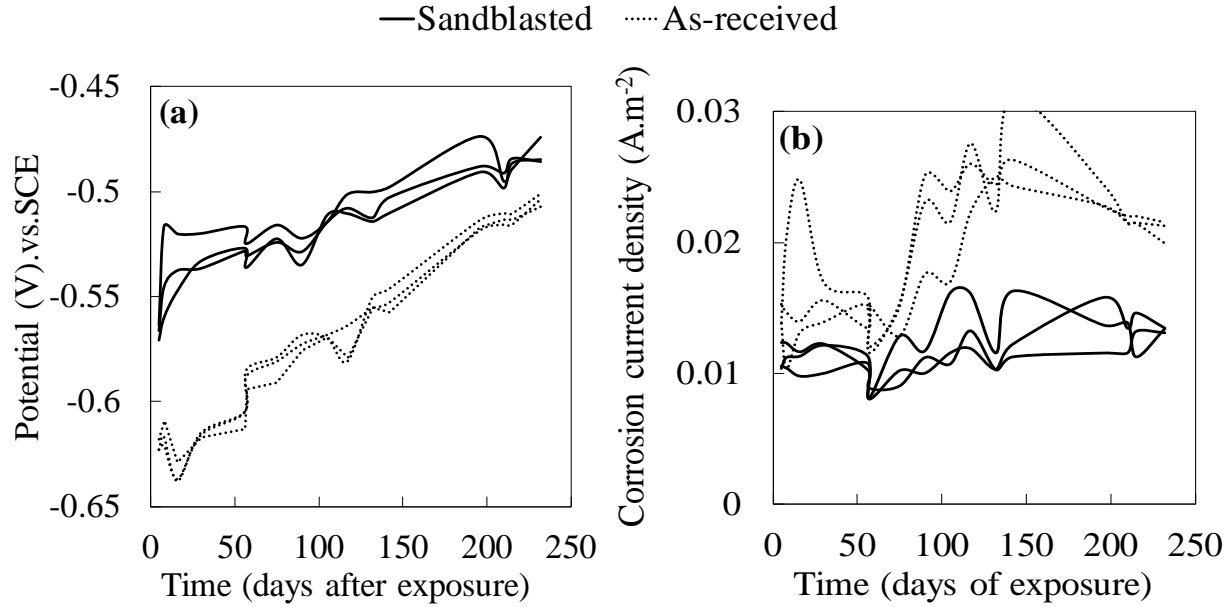 Sandblasted As-received
(a)
Potential (V).vs.SCE
-0.45
-0.5
-0.55
-0.6
-0.65
0 50 100 150 200 250
Time (days after exposure)
(b)
Corrosion current density (A.m-2)
0.03
0.02
0.01
0
0 50 100 150 200 250
Time (days of exposure)